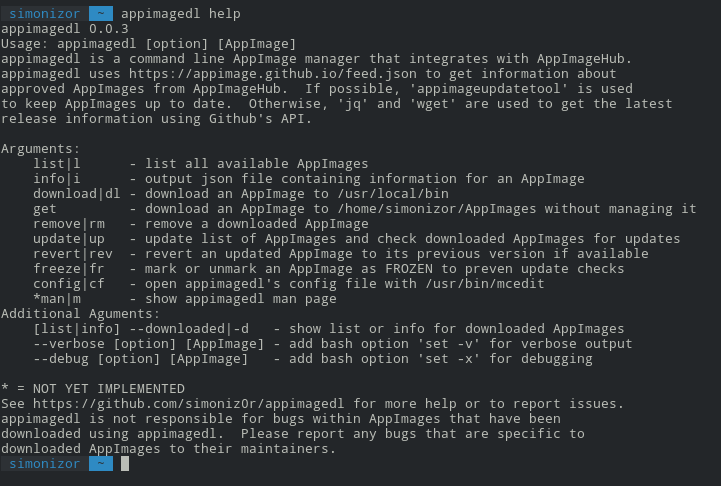 simonizor ~ appimagedl help
appimagedl 0.0.3
Usage: appimagedl [option] [AppImage]
appimagedl is a command line AppImage manager that integrates with AppImageHub.
appimagedl uses https://appimage.github.io/feed.json to get information about
approved AppImages from AppImageHub.  If possible, 'appimageupdatetool' is used
to keep AppImages up to date.  Otherwise, 'jq' and 'wget' are used to get the latest
release information using Github's API.

Arguments:
    list|l      - list all available AppImages
    info|i      - output json file containing information for an AppImage
    download|dl - download an AppImage to /usr/local/bin
    get         - download an AppImage to /home/simonizor/AppImages without managing it
    remove|rm   - remove a downloaded AppImage
    update|up   - update list of AppImages and check downloaded AppImages for updates
    revert|rev  - revert an updated AppImage to its previous version if available
    freeze|fr   - mark or unmark an AppImage as FROZEN to preven update checks
    config|cf   - open appimagedl's config file with /usr/bin/mcedit
    *man|m      - show appimagedl man page
Additional Aguments:
    [list|info] --downloaded|-d   - show list or info for downloaded AppImages
    --verbose [option] [AppImage] - add bash option 'set -v' for verbose output
    --debug [option] [AppImage]   - add bash option 'set -x' for debugging

* = NOT YET IMPLEMENTED
See https://github.com/simoniz0r/appimagedl for more help or to report issues.
appimagedl is not responsible for bugs within AppImages that have been
downloaded using appimagedl.  Please report any bugs that are specific to
downloaded AppImages to their maintainers.
simonizor ~